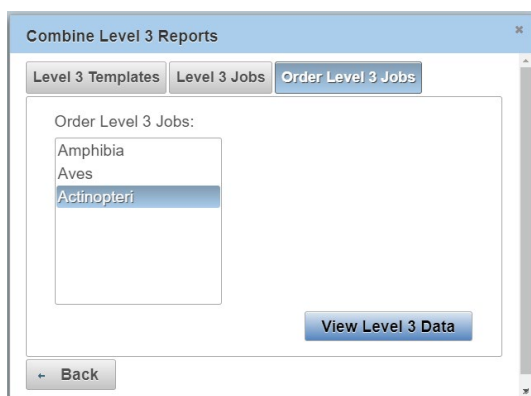 Combine Level 3 Reports
Level 3 Templates Level 3 Jobs Order Level 3 Jobs
Order Level 3 Jobs:
Amphibia
Aves
Actinopteri
View Level 3 Data
← Back